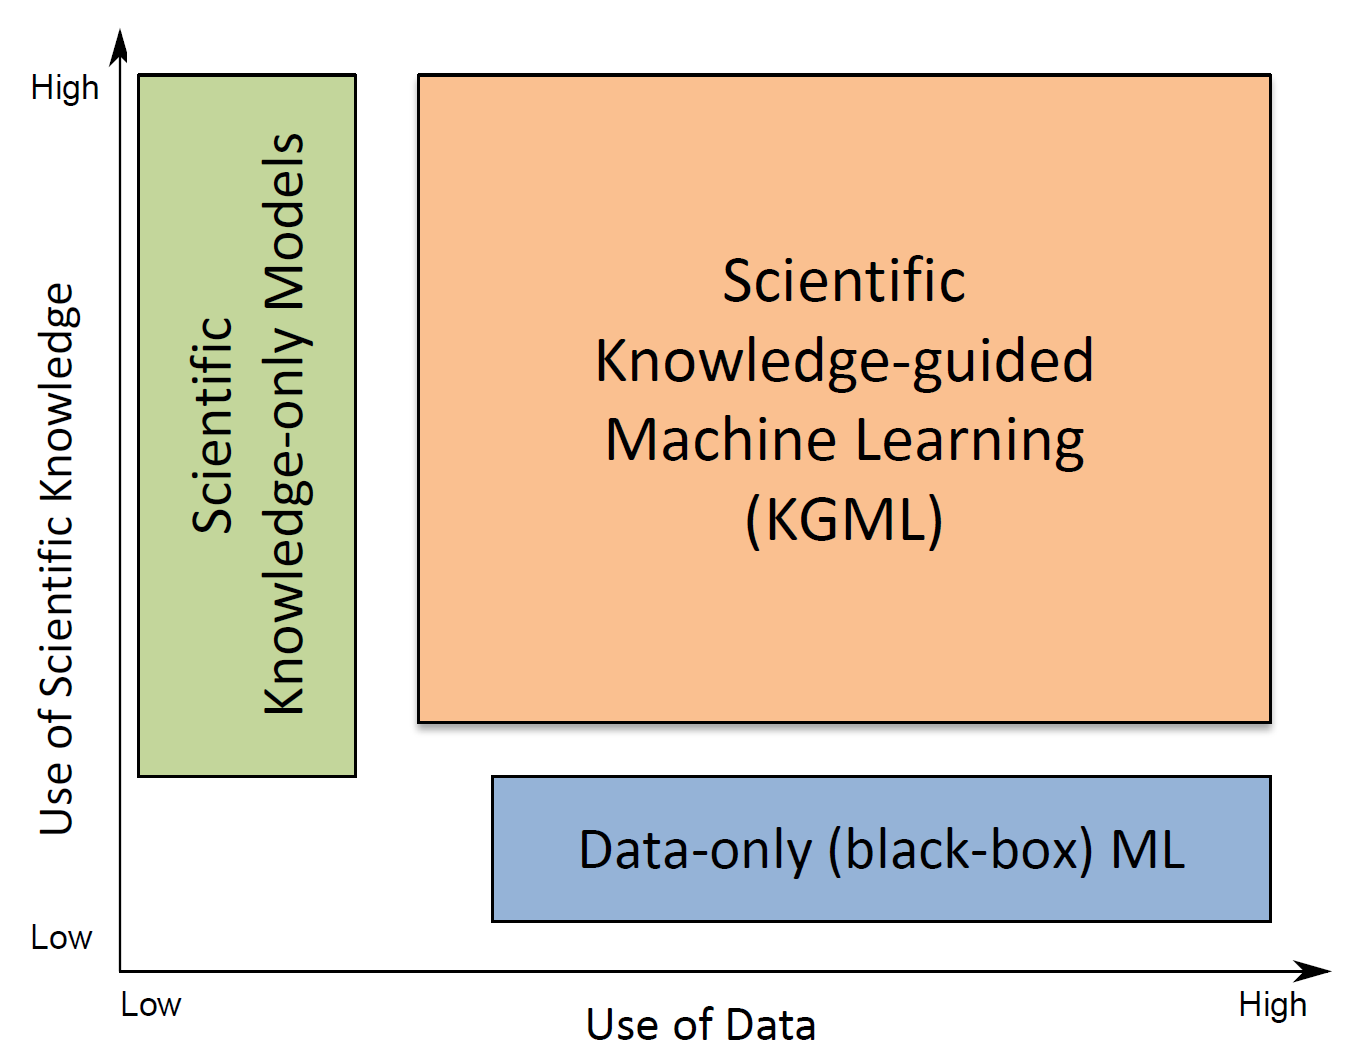 High
Use of Scientific Knowledge
Low
Scientific
Knowledge-only Models
Scientific
Knowledge-guided
Machine Learning
(KGML)
Data-only (black-box) ML
Low
Use of Data
High